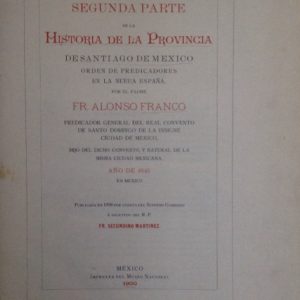 SEGUNDA PARTE
DE LA
HISTORIA DE LA PROVINCIA
DE SANTIAGO DE MEXICO
ORDEN DE PREDICADORES
EN LA NUEVA ESPAÑA,
POR EL PADRE
FR. ALONSO FRANCO
PREDICADOR GENERAL DEL REAL CONVENTO
DE SANTO DOMINGO DE LA INSIGNE
CIUDAD DE MEXICO,
HIJO DEL DICHO CONVENTO, Y NATURAL DE LA
MISMA CIUDAD MEXICANA.
AÑO DE 1645
EN MEXICO
FR. SECUNDINO MARTINEZ.
MÉXICO
IMPRENTA DEL MUSEO NACIONAL
1900